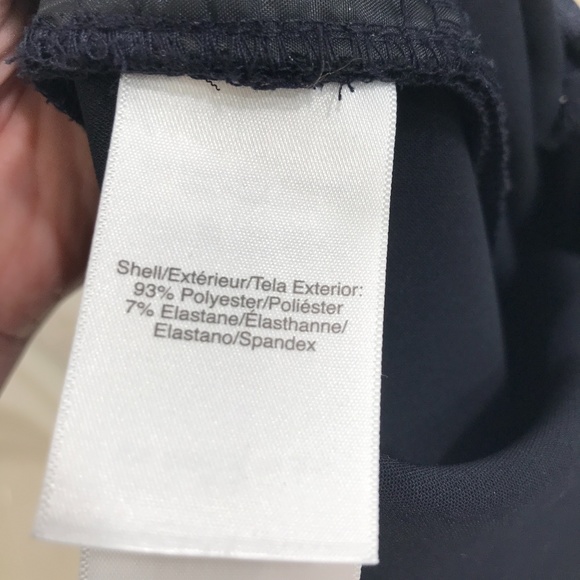 Shell/Extérieur/Tela Exterior:
93% Polyester/Poliéster
7% Elastane/Élasthanne/
Elastano/Spandex